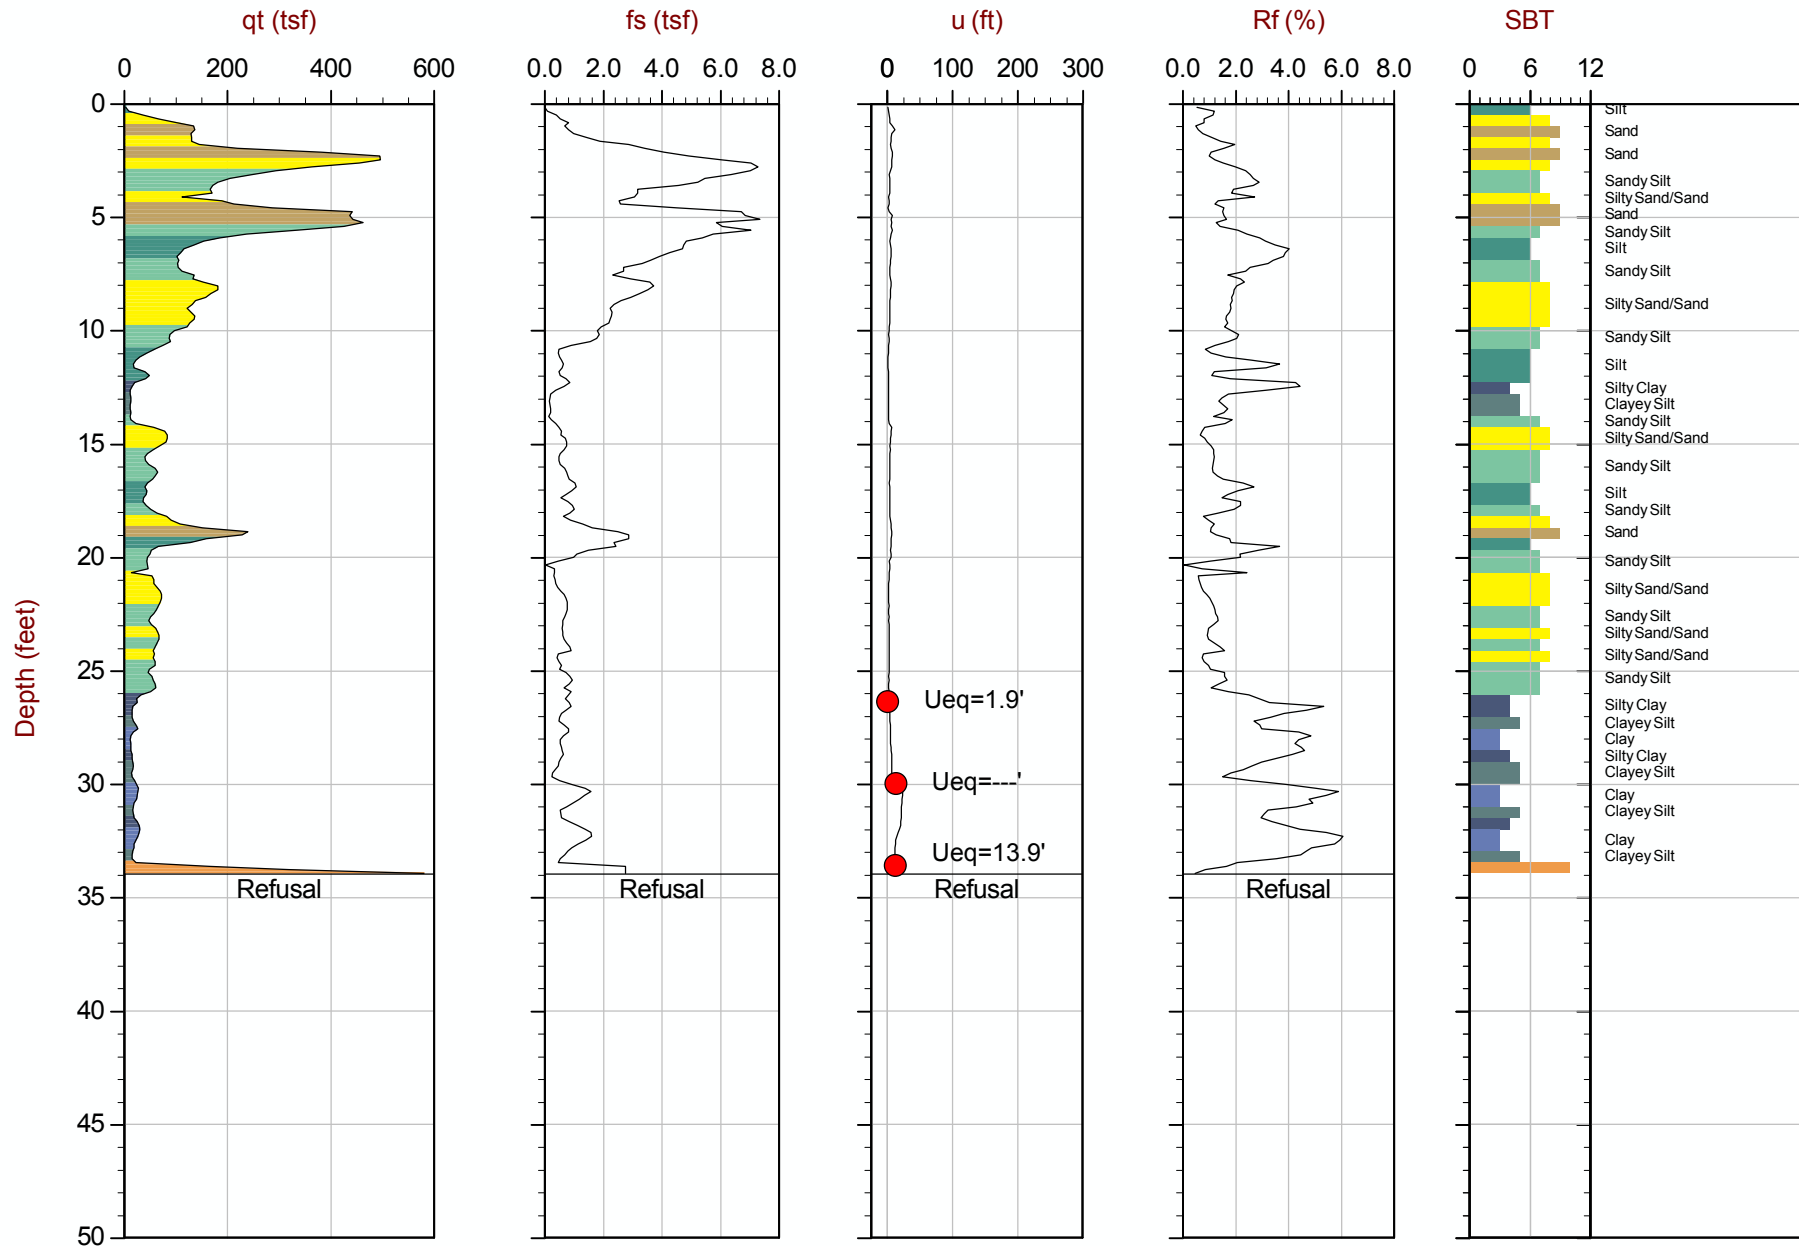 qt (tsf) fs (tsf) u (ft) Rf (%) SBT
0 200 400 600 0.0 2.0 4.0 6.0 8.0 0 100 200 300 0.0 2.0 4.0 6.0 8.0 0 6 12
0
Silt
Sand
Sand
Sandy Silt
Silty Sand/Sand
Sand
5
Sandy Silt
Silt
Sandy Silt
Silty Sand/Sand
10
Sandy Silt
Silt
Silty Clay
Clayey Silt
Sandy Silt
Silty Sand/Sand
15
Sandy Silt
Silt
Sandy Silt
Sand
20
Sandy Silt
Silty Sand/Sand
Sandy Silt
Silty Sand/Sand
Silty Sand/Sand
25
Sandy Silt
Ueq=1.9'
Silty Clay
Clayey Silt
Clay
Silty Clay
Clayey Silt
30
Ueq=---'
Clay
Clayey Silt
Clay
Ueq=13.9'
Clayey Silt
Refusal Refusal Refusal Refusal
35
40
45
50
Depth (feet)